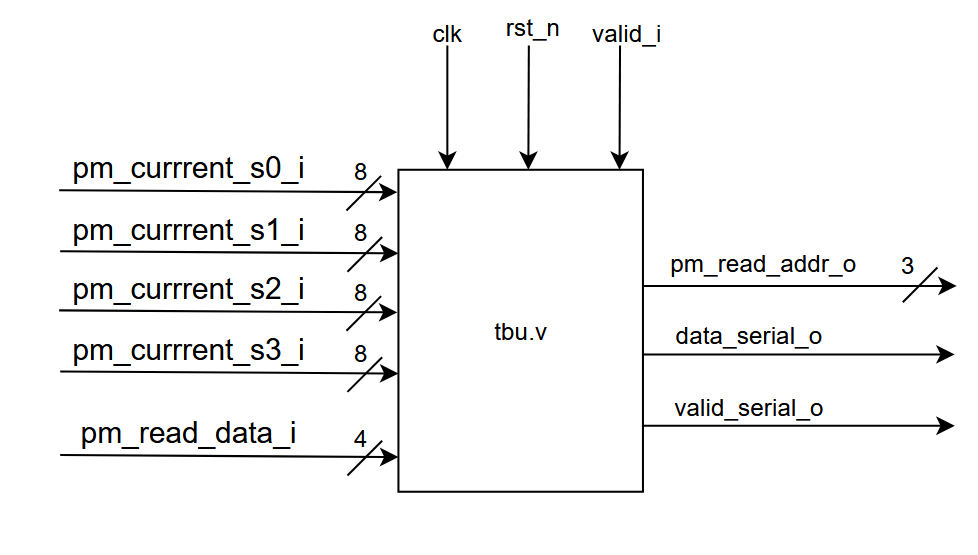 clk
rst_n
valid_i
pm_currrent_s0_i
8
pm_currrent_s1_i
8
pm_currrent_s2_i
8
pm_currrent_s3_i
8
pm_read_data_i
4
tbu.v
pm_read_addr_o
3
data_serial_o
valid_serial_o